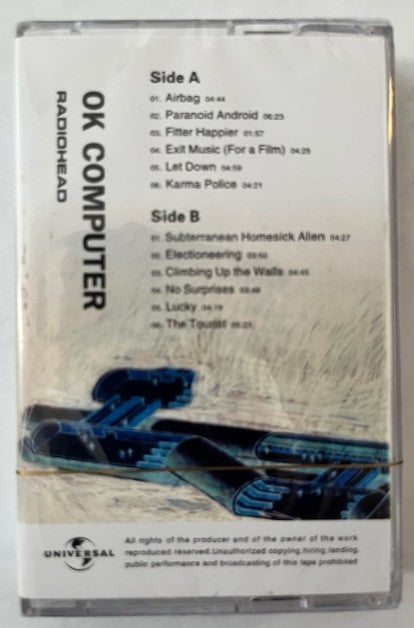 OK COMPUTER
RADIOHEAD
Side A
01. Airbag 04:44
02. Paranoid Android 06:23
03. Fitter Happier 01:57
04. Exit Music (For a Film) 04:25
05. Let Down 04:59
06. Karma Police 04:21
Side B
01. Subterranean Homesick Alien 04:27
02. Electioneering 03:50
03. Climbing Up the Walls 04:45
04. No Surprises 03:48
05. Lucky 04:19
06. The Tourist 05:23
UNIVERSAL
All rights of the producer and of the owner of the work
reproduced reserved.Unauthorized copying,hiring,lending,
public performance and broadcasting of this tape prohibited